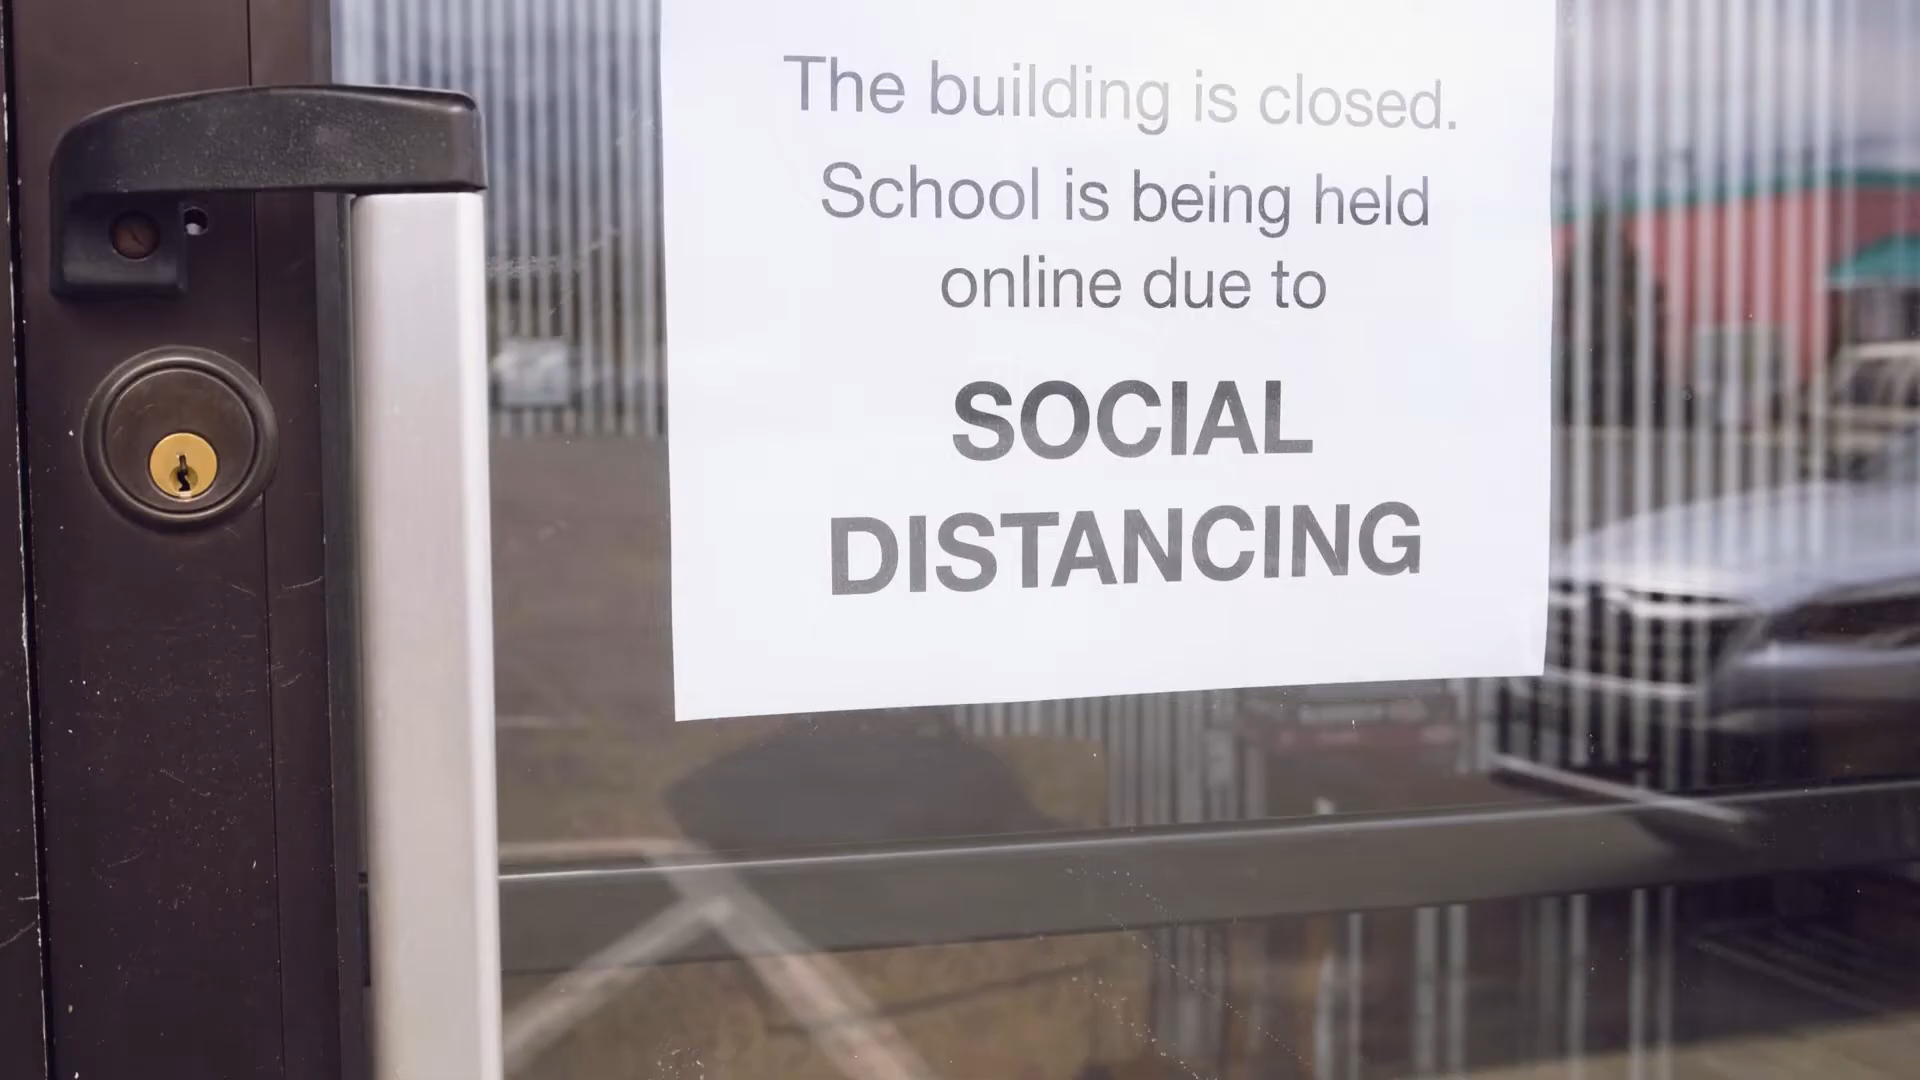 The building is closed.
School is being held
online due to
SOCIAL
DISTANCING